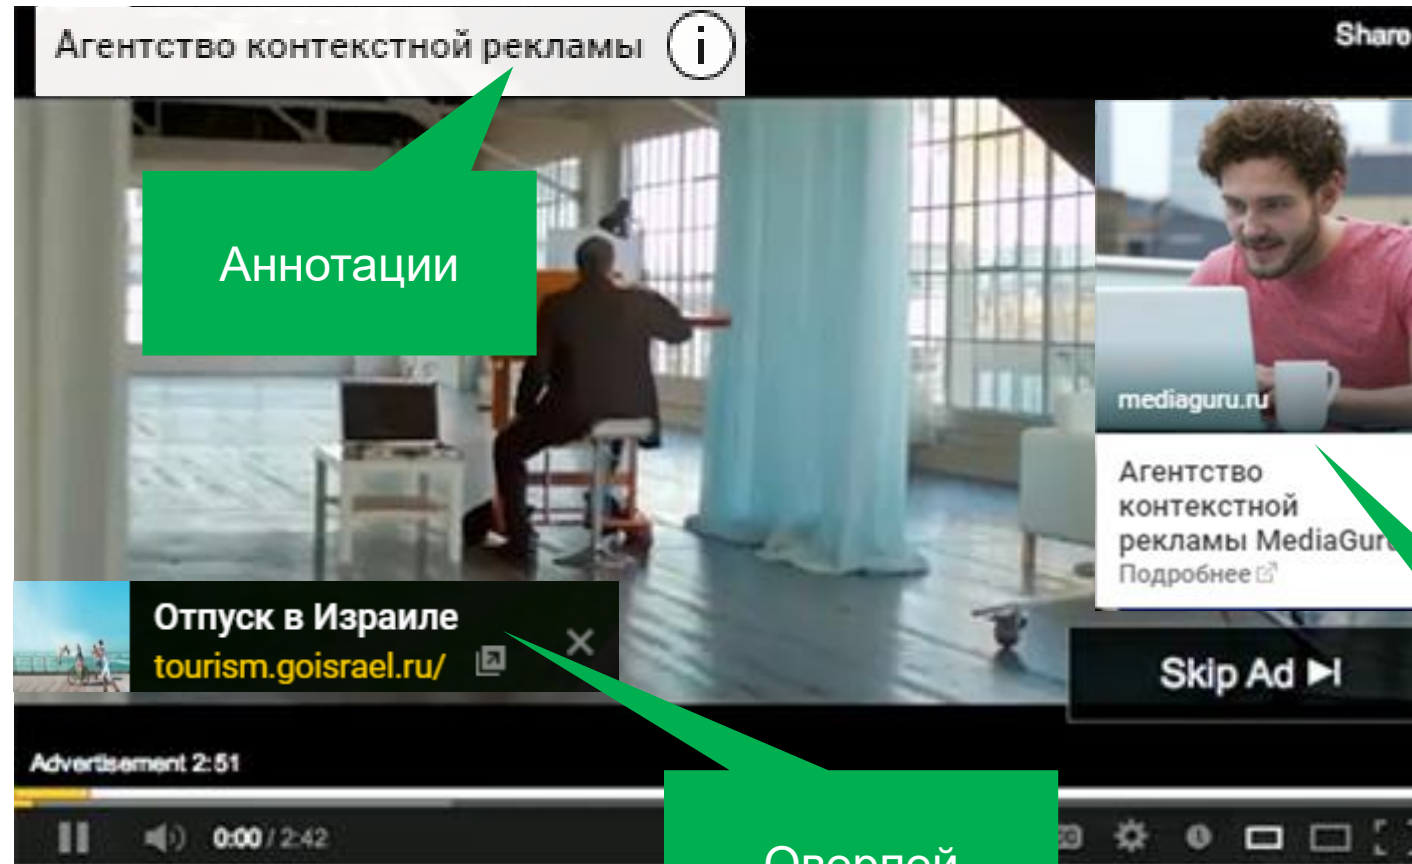 Агентство контекстной рекламы
Share
Аннотации
mediaguru.ru
Агентство
контекстной
рекламы MediaGuru
Подробнее
Отпуск в Израиле
tourism.goisrael.ru/
Skip Ad
Advertisement 2:51
0:00 / 2:42
Оверлей